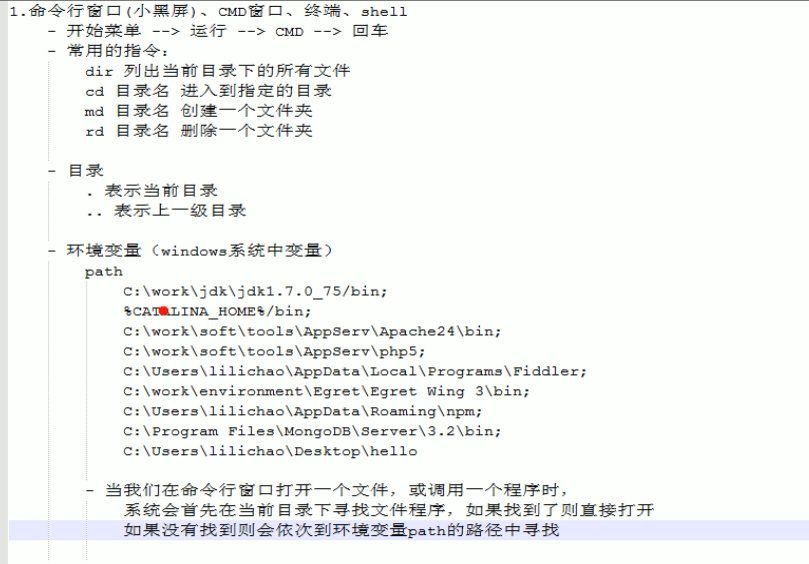 1.命令行窗口(小黑屏)、CMD窗口、终端、shell
- 开始菜单 --> 运行 --> CMD --> 回车
- 常用的指令：
dir 列出当前目录下的所有文件
cd 目录名 进入到指定的目录
md 目录名 创建一个文件夹
rd 目录名 删除一个文件夹
- 目录
. 表示当前目录
.. 表示上一级目录
- 环境变量（windows系统中变量）
path
C:\work\jdk\jdk1.7.0_75/bin;
%CATALINA_HOME%/bin;
C:\work\soft\tools\AppServ\Apache24\bin;
C:\work\soft\tools\AppServ\php5;
C:\Users\lilichao\AppData\Local\Programs\Fiddler;
C:\work\environment\Egret\Egret Wing 3\bin;
C:\Users\lilichao\AppData\Roaming\npm;
C:\Program Files\MongoDB\Server\3.2\bin;
C:\Users\lilichao\Desktop\hello
- 当我们在命令行窗口打开一个文件，或调用一个程序时，
系统会首先在当前目录下寻找文件程序，如果找到了则直接打开
如果没有找到则会依次到环境变量path的路径中寻找